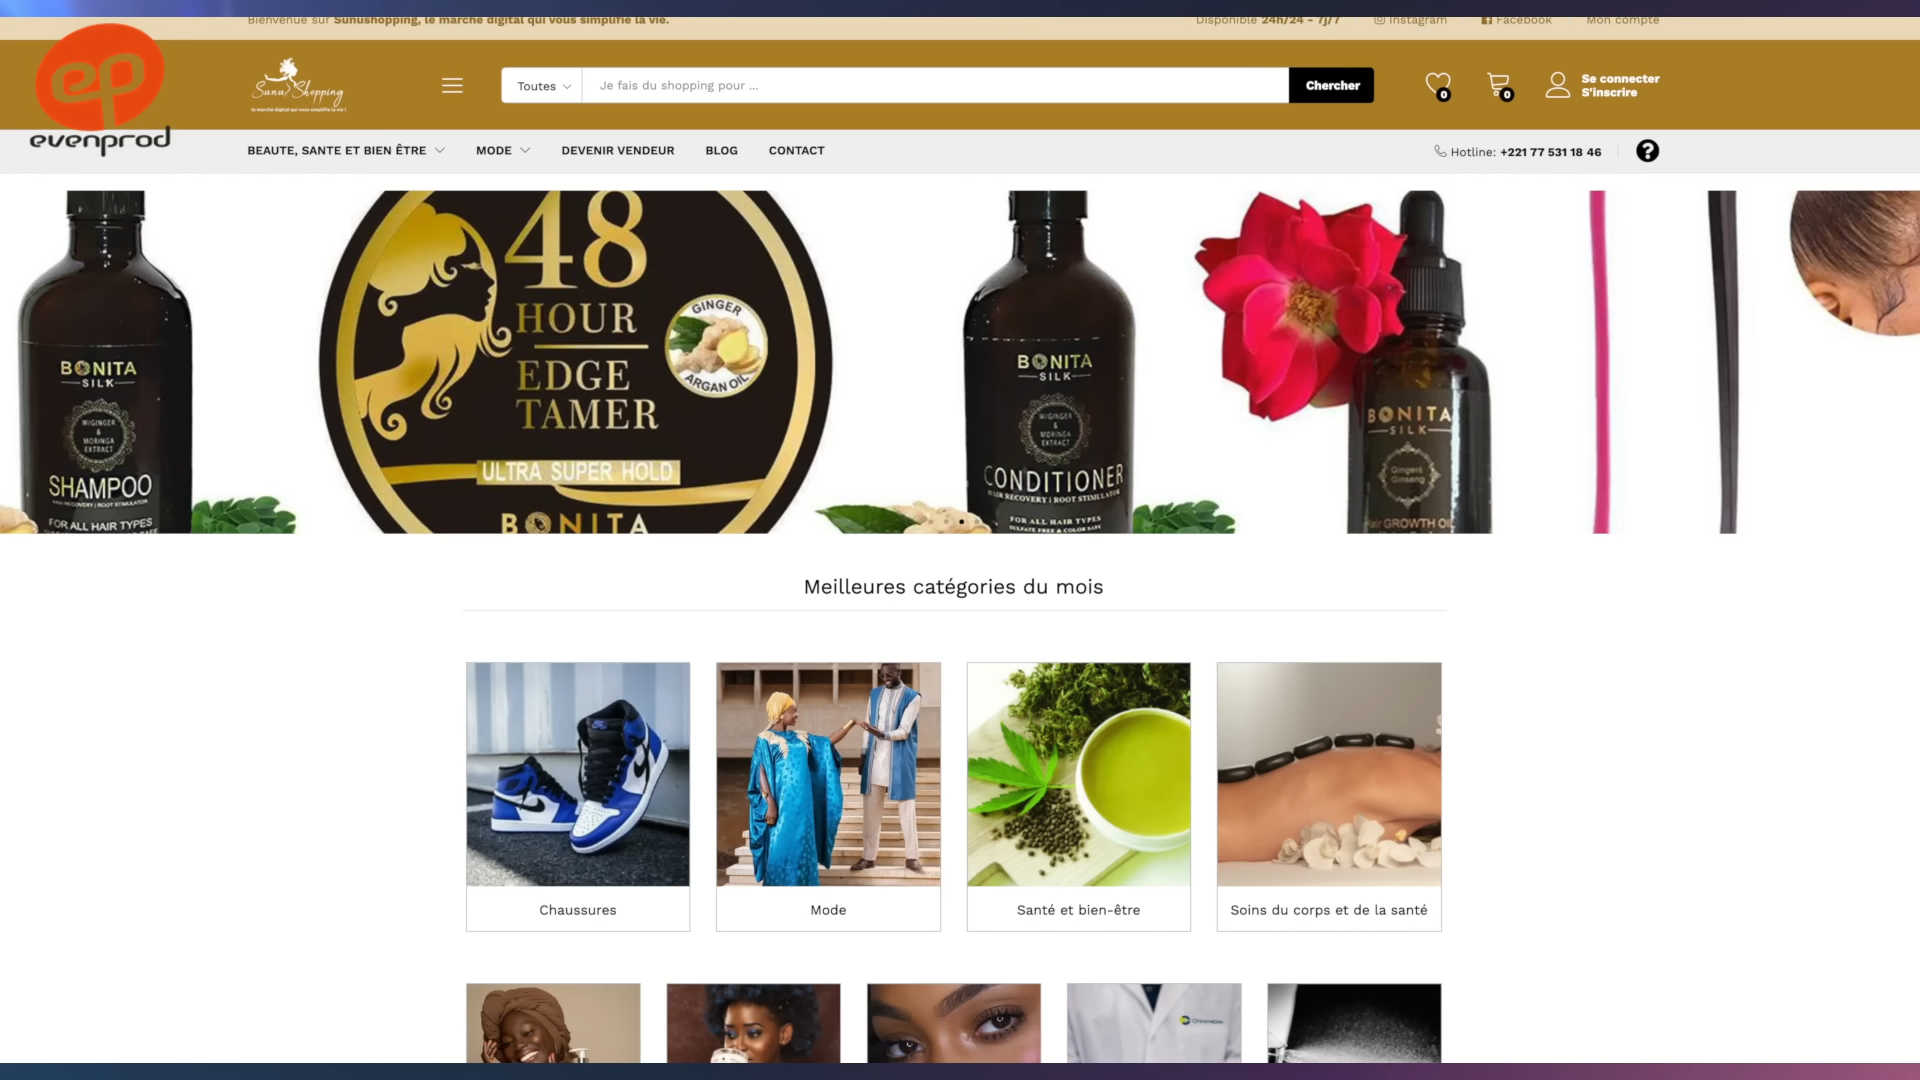 Bienvenue sur Sunushopping, le marché digital qui vous simplifie la vie.
Disponible 24h/24 - 7j/7
Instagram
Facebook
Mon compte
ep
evenprod
Sunu Shopping
le marché digital qui vous simplifie la vie !
Toutes
Je fais du shopping pour ...
Chercher
0
0
Se connecter
S'inscrire
BEAUTE, SANTE ET BIEN ÊTRE
MODE
DEVENIR VENDEUR
BLOG
CONTACT
Hotline: +221 77 531 18 46
?
BONITA
SILK
W/GINGER
&
MORINGA
EXTRACT
SHAMPOO
HAIR RECOVERY | ROOT STIMULATOR
FOR ALL HAIR TYPES
48
HOUR
EDGE
TAMER
GINGER
ARGAN OIL
ULTRA SUPER HOLD
BONITA
BONITA
SILK
W/GINGER
&
MORINGA
EXTRACT
CONDITIONER
HAIR RECOVERY | ROOT STIMULATOR
FOR ALL HAIR TYPES
SULFATE FREE & COLOR SAFE
BONITA
SILK
Ginger&
Ginseng
Hair GROWTH OIL
Meilleures catégories du mois
Chaussures
Mode
Santé et bien-être
Soins du corps et de la santé